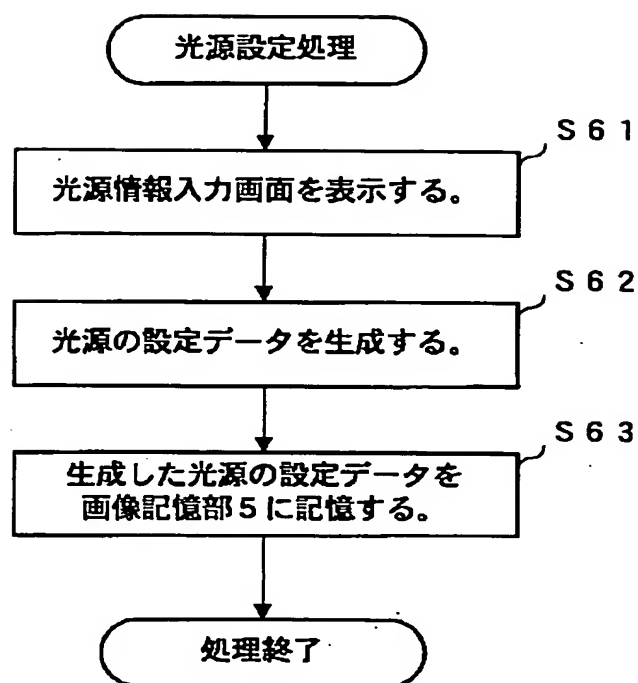 光源設定処理
S61
光源情報入力画面を表示する。
S62
光源の設定データを生成する。
S63
生成した光源の設定データを
画像記憶部5に記憶する。
処理終了